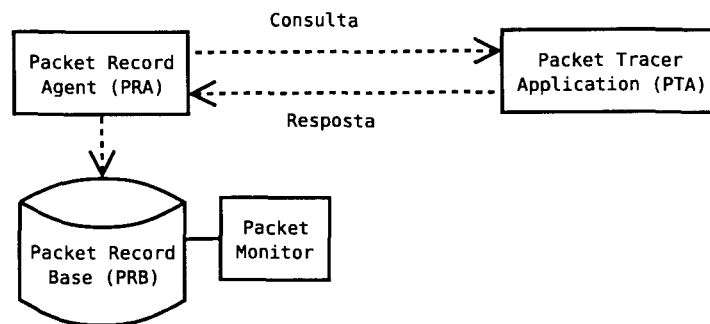 Consulta
Packet Record
Agent (PRA)
Packet Tracer
Application (PTA)
Resposta
Packet Record
Base (PRB)
Packet
Monitor